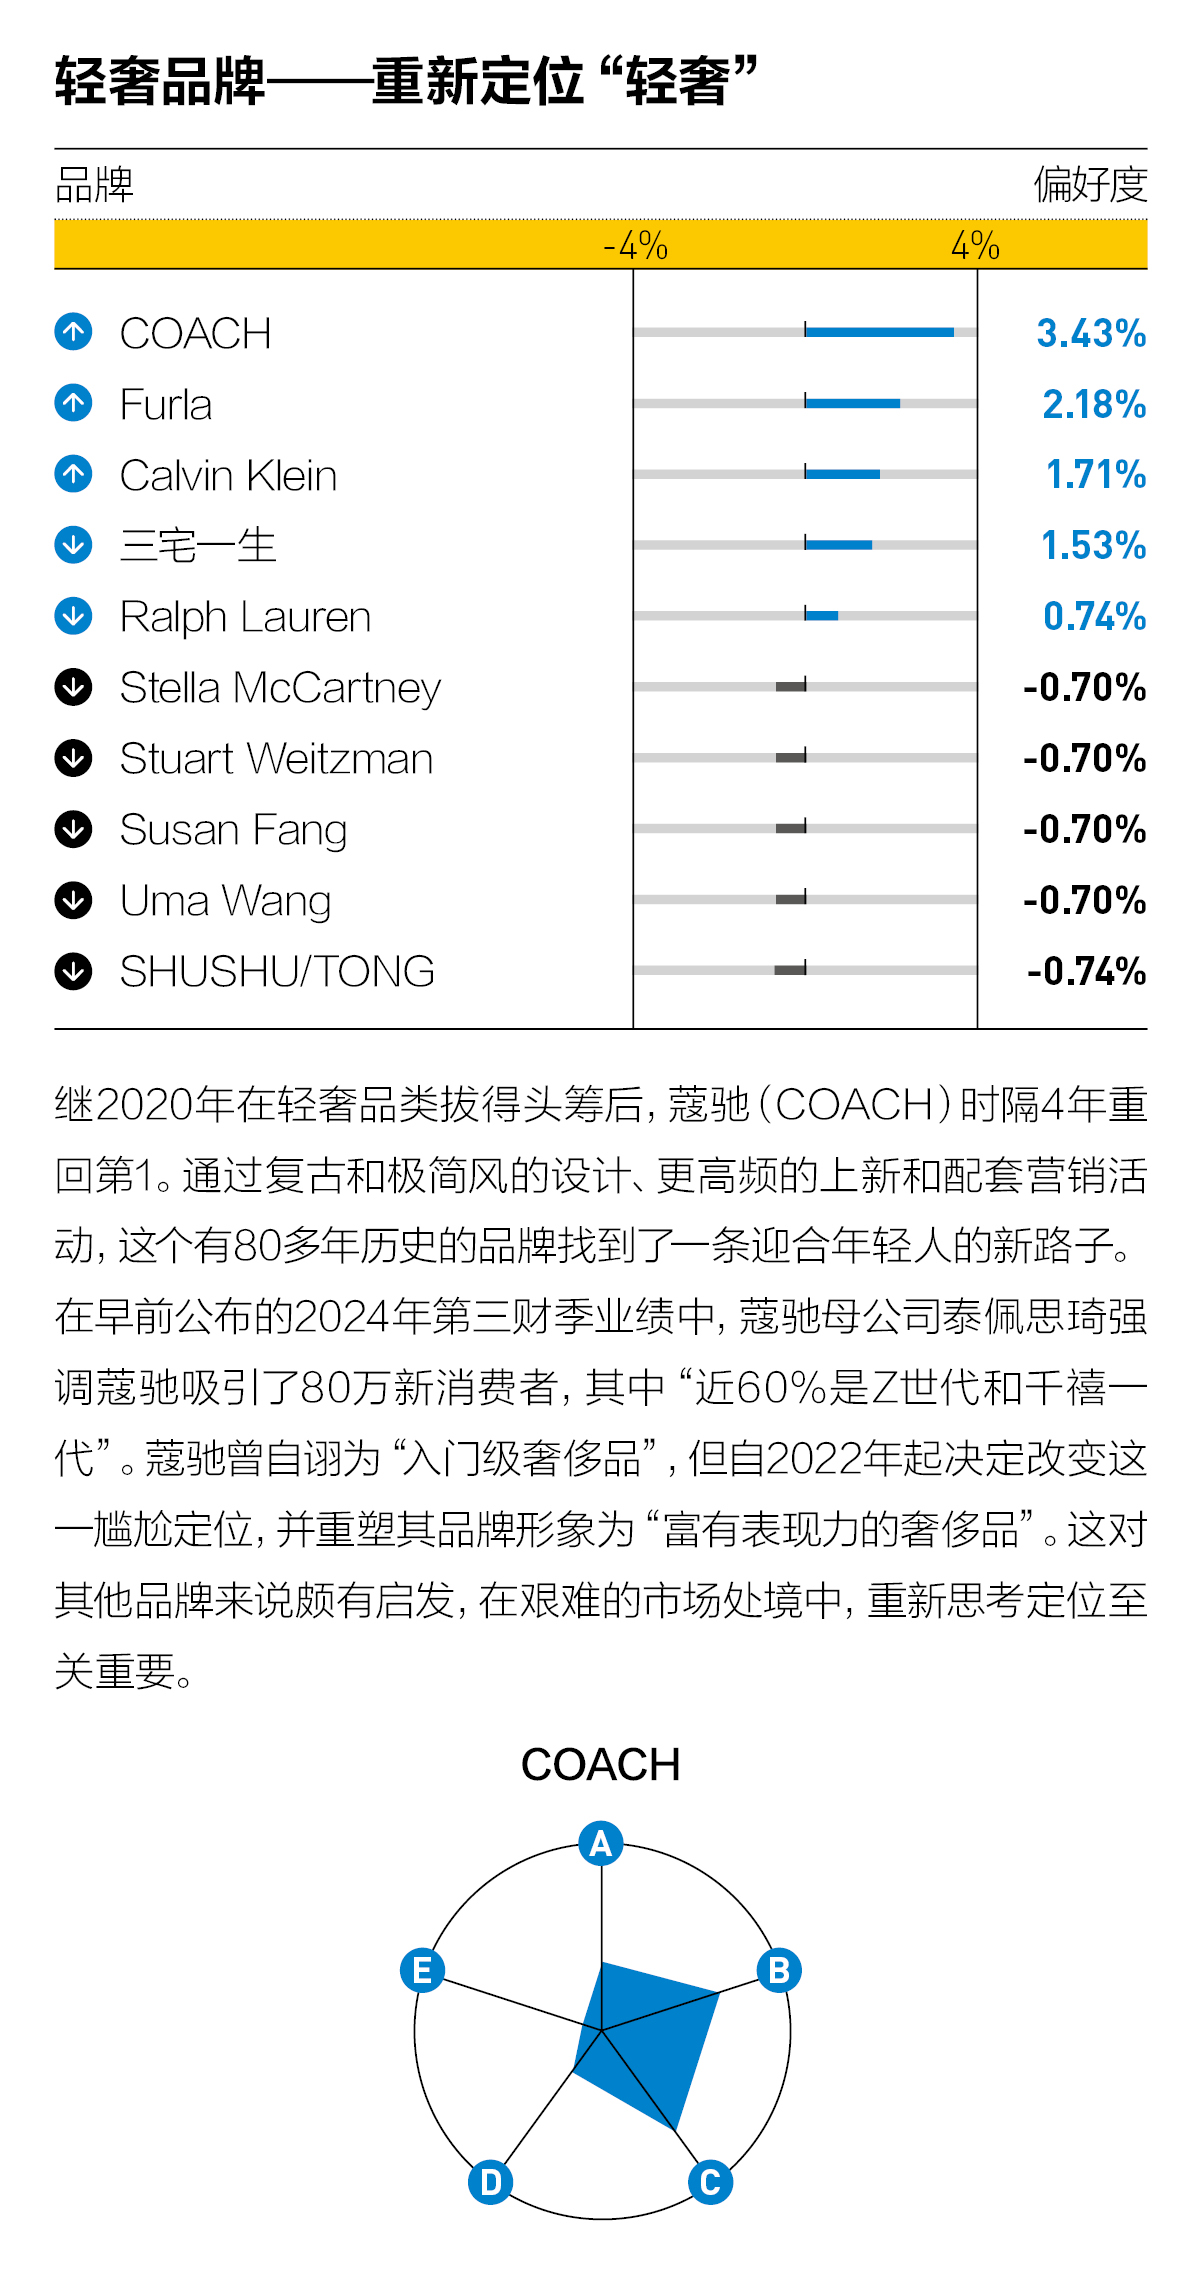 轻奢品牌——重新定位“轻奢”
品牌 偏好度
-4% 4%
COACH 3.43%
Furla 2.18%
Calvin Klein 1.71%
三宅一生 1.53%
Ralph Lauren 0.74%
Stella McCartney -0.70%
Stuart Weitzman -0.70%
Susan Fang -0.70%
Uma Wang -0.70%
SHUSHU/TONG -0.74%
继2020年在轻奢品类拔得头筹后，蔻驰（COACH）时隔4年重
回第1。通过复古和极简风的设计、更高频的上新和配套营销活
动，这个有80多年历史的品牌找到了一条迎合年轻人的新路子。
在早前公布的2024年第三财季业绩中，蔻驰母公司泰佩思琦强
调蔻驰吸引了80万新消费者，其中“近60%是Z世代和千禧一
代”。蔻驰曾自诩为“入门级奢侈品”，但自2022年起决定改变这
一尴尬定位，并重塑其品牌形象为“富有表现力的奢侈品”。这对
其他品牌来说颇有启发，在艰难的市场处境中，重新思考定位至
关重要。
COACH
A
B
C
D
E